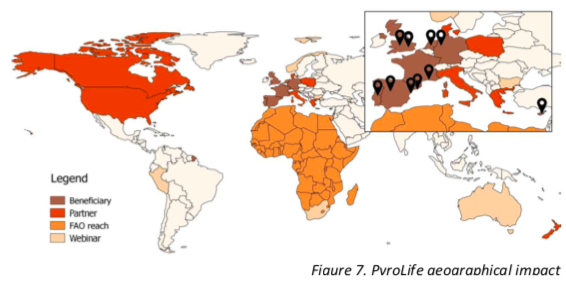 Legend
Beneficiary
Partner
FAO reach
Webinar
Figure 7. PyroLife geographical impact